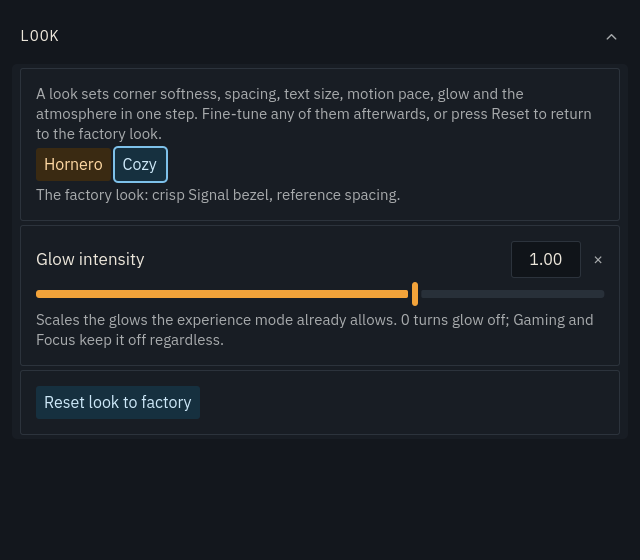 LOOK
A look sets corner softness, spacing, text size, motion pace, glow and the
atmosphere in one step. Fine-tune any of them afterwards, or press Reset to return
to the factory look.
Hornero Cozy
The factory look: crisp Signal bezel, reference spacing.
Glow intensity 1.00 ×
Scales the glows the experience mode already allows. 0 turns glow off; Gaming and
Focus keep it off regardless.
Reset look to factory